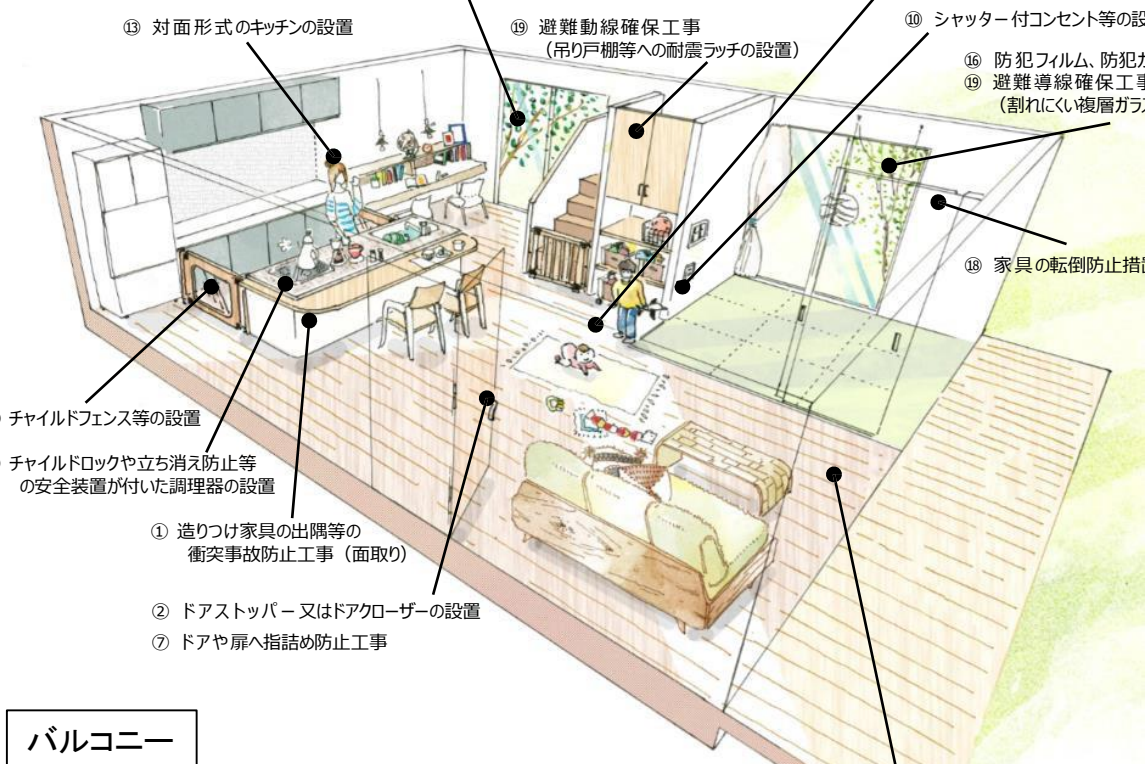 ⑬ 対面形式のキッチンの設置
⑲ 避難動線確保工事
(吊り戸棚等への耐震ラッチの設置)
⑩ シャッター付コンセント等の設
⑯ 防犯フィルム、防犯
⑲ 避難導線確保工事
(割れにくい複層ガラ
⑱ 家具の転倒防止措
チャイルドフェンス等の設置
チャイルドロックや立ち消え防止等
の安全装置が付いた調理器の設置
① 造りつけ家具の出隅等の
衝突事故防止工事(面取り)
② ドアストッパー又はドアクローザーの設置
⑦ ドアや扉へ指詰め防止工事
バルコニー